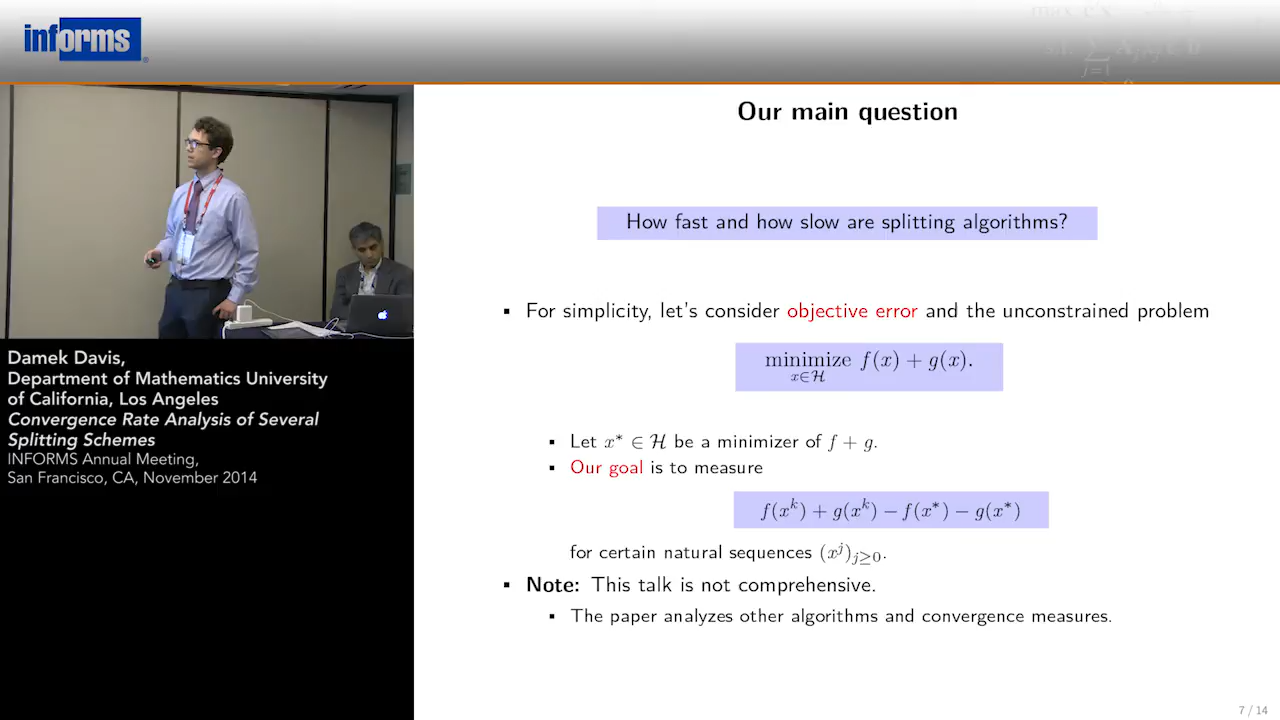 informs
Our main question
How fast and how slow are splitting algorithms?
▪ For simplicity, let's consider objective error and the unconstrained problem
minimize f(x) + g(x).
x∈ℋ
▪ Let x* ∈ ℋ be a minimizer of f + g.
▪ Our goal is to measure
f(x^k) + g(x^k) − f(x*) − g(x*)
for certain natural sequences (x^j)_{j≥0}.
▪ Note: This talk is not comprehensive.
▪ The paper analyzes other algorithms and convergence measures.
7 / 14
Damek Davis,
Department of Mathematics University
of California, Los Angeles
Convergence Rate Analysis of Several
Splitting Schemes
INFORMS Annual Meeting,
San Francisco, CA, November 2014